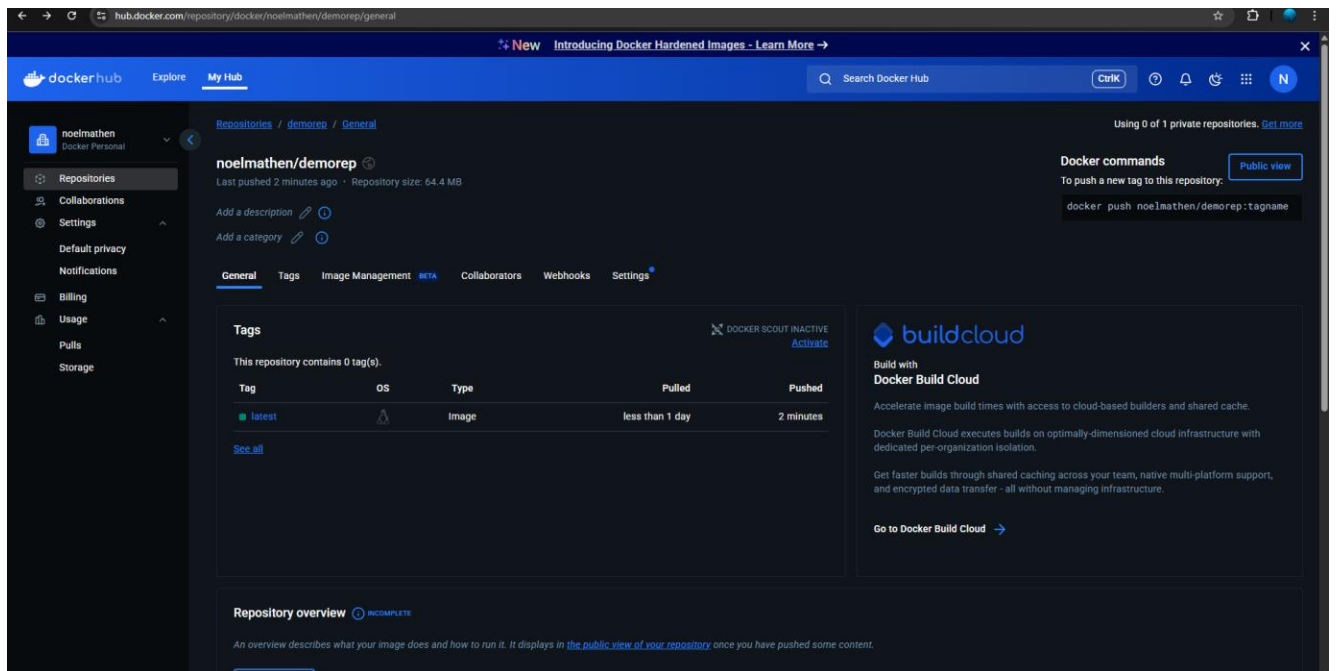 hub.docker.com/repository/docker/noelmathen/demorep/general
New Introducing Docker Hardened Images - Learn More →
dockerhub Explore My Hub Search Docker Hub CtrlK N
noelmathen
Docker Personal
Repositories
Collaborations
Settings
Default privacy
Notifications
Billing
Usage
Pulls
Storage
Repositories / demorep / General
Using 0 of 1 private repositories. Get more
noelmathen/demorep
Last pushed 2 minutes ago · Repository size: 64.4 MB
Add a description
Add a category
Docker commands
Public view
To push a new tag to this repository:
docker push noelmathen/demorep:tagname
General Tags Image Management BETA Collaborators Webhooks Settings
Tags
DOCKER SCOUT INACTIVE
Activate
This repository contains 0 tag(s).
Tag OS Type Pulled Pushed
latest Image less than 1 day 2 minutes
See all
buildcloud
Build with
Docker Build Cloud
Accelerate image build times with access to cloud-based builders and shared cache.
Docker Build Cloud executes builds on optimally-dimensioned cloud infrastructure with
dedicated per-organization isolation.
Get faster builds through shared caching across your team, native multi-platform support,
and encrypted data transfer - all without managing infrastructure.
Go to Docker Build Cloud →
Repository overview INCOMPLETE
An overview describes what your image does and how to run it. It displays in the public view of your repository once you have pushed some content.